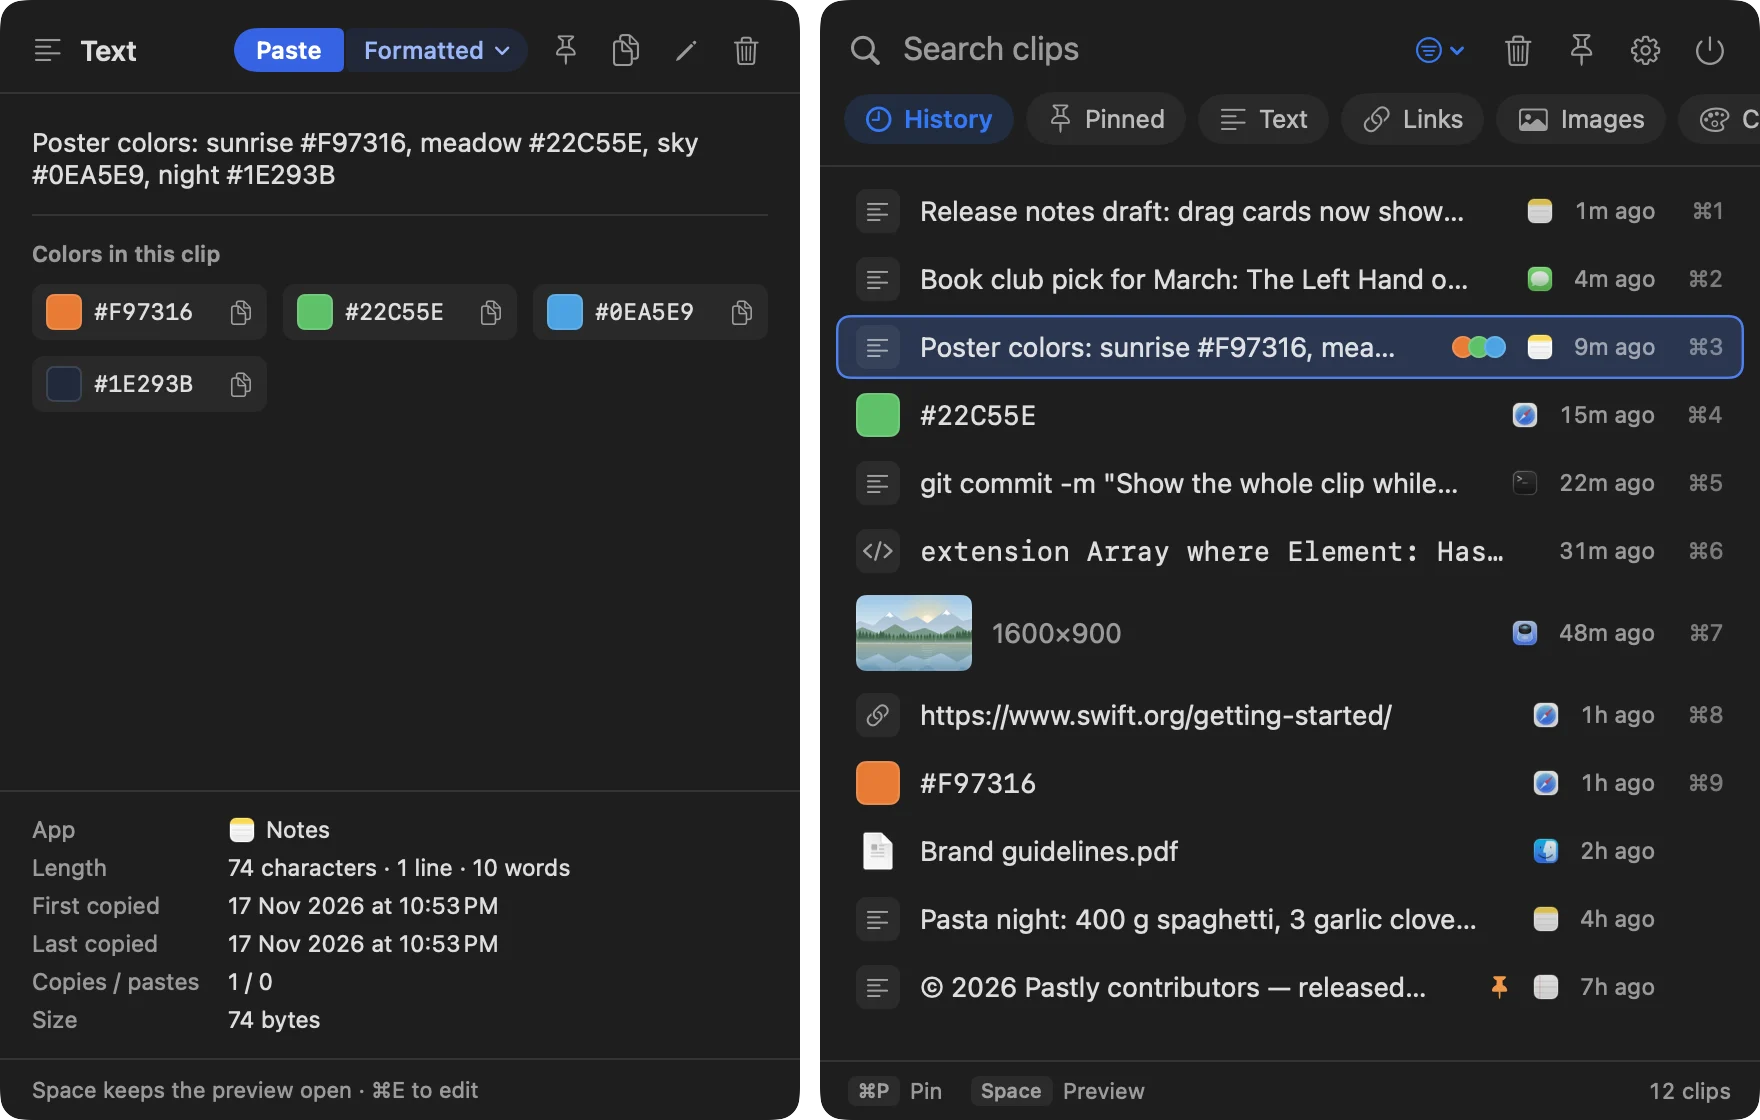 Text
Paste
Formatted
Poster colors: sunrise #F97316, meadow #22C55E, sky
#0EA5E9, night #1E293B
Colors in this clip
#F97316
#22C55E
#0EA5E9
#1E293B
App Notes
Length 74 characters · 1 line · 10 words
First copied 17 Nov 2026 at 10:53 PM
Last copied 17 Nov 2026 at 10:53 PM
Copies / pastes 1 / 0
Size 74 bytes
Space keeps the preview open · ⌘E to edit
Search clips
History
Pinned
Text
Links
Images
C
Release notes draft: drag cards now show… 1m ago ⌘1
Book club pick for March: The Left Hand o… 4m ago ⌘2
Poster colors: sunrise #F97316, mea… 9m ago ⌘3
#22C55E 15m ago ⌘4
git commit -m "Show the whole clip while… 22m ago ⌘5
extension Array where Element: Has… 31m ago ⌘6
1600×900 48m ago ⌘7
https://www.swift.org/getting-started/ 1h ago ⌘8
#F97316 1h ago ⌘9
Brand guidelines.pdf 2h ago
Pasta night: 400 g spaghetti, 3 garlic clove… 4h ago
© 2026 Pastly contributors — released… 7h ago
⌘P Pin Space Preview 12 clips